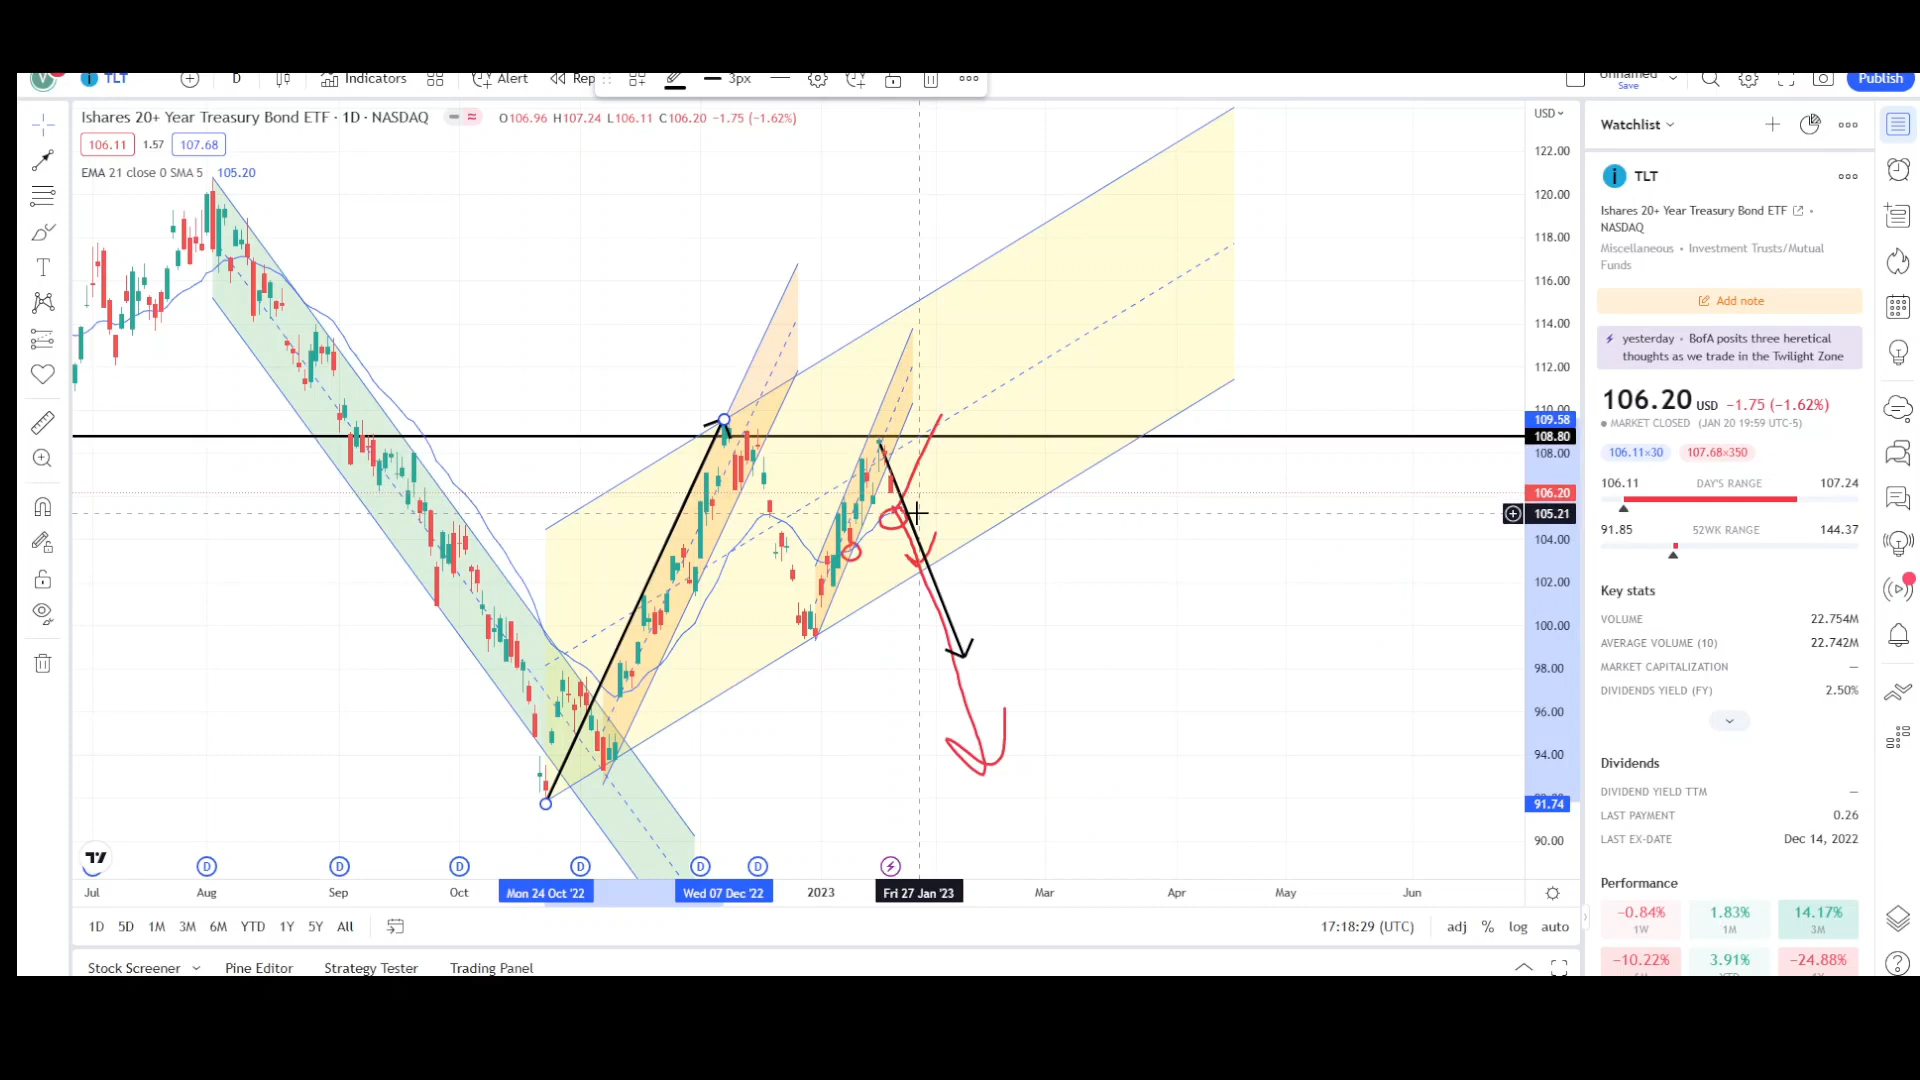 V TLT D Indicators Alert Rep 3px Unnamed Save Publish
Ishares 20+ Year Treasury Bond ETF · 1D · NASDAQ O106.96 H107.24 L106.11 C106.20 −1.75 (−1.62%)
106.11 1.57 107.68
EMA 21 close 0 SMA 5 105.20
USD
122.00
120.00
118.00
116.00
114.00
112.00
110.00
109.58
108.80
108.00
106.20
105.21
104.00
102.00
100.00
98.00
96.00
94.00
91.74
90.00
D D D D D D
Jul Aug Sep Oct Mon 24 Oct '22 Wed 07 Dec '22 2023 Fri 27 Jan '23 Mar Apr May Jun
1D 5D 1M 3M 6M YTD 1Y 5Y All 17:18:29 (UTC) adj % log auto
Stock Screener Pine Editor Strategy Tester Trading Panel
Watchlist
i TLT
Ishares 20+ Year Treasury Bond ETF •
NASDAQ
Miscellaneous • Investment Trusts/Mutual
Funds
Add note
yesterday • BofA posits three heretical
thoughts as we trade in the Twilight Zone
106.20 USD −1.75 (−1.62%)
MARKET CLOSED (JAN 20 19:59 UTC-5)
106.11×30 107.68×350
106.11 DAY'S RANGE 107.24
91.85 52WK RANGE 144.37
Key stats
VOLUME 22.754M
AVERAGE VOLUME (10) 22.742M
MARKET CAPITALIZATION —
DIVIDENDS YIELD (FY) 2.50%
Dividends
DIVIDEND YIELD TTM —
LAST PAYMENT 0.26
LAST EX-DATE Dec 14, 2022
Performance
−0.84% 1.83% 14.17%
1W 1M 3M
−10.22% 3.91% −24.88%